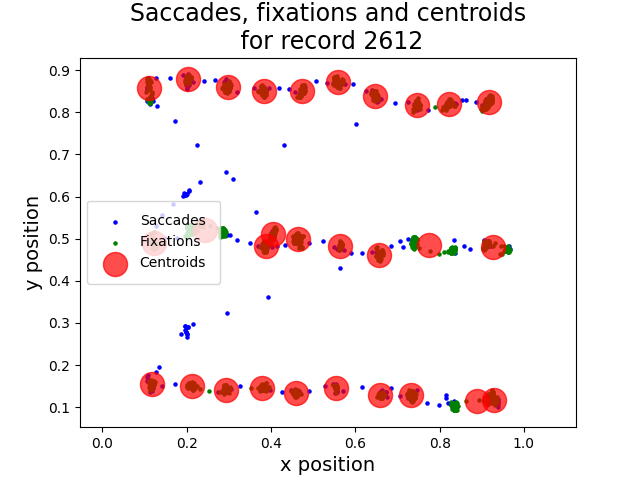 Saccades, fixations and centroids
for record 2612
0.9
0.8
0.7
0.6
0.5
0.4
0.3
0.2
0.1
y position
Saccades
Fixations
Centroids
0.0 0.2 0.4 0.6 0.8 1.0
x position